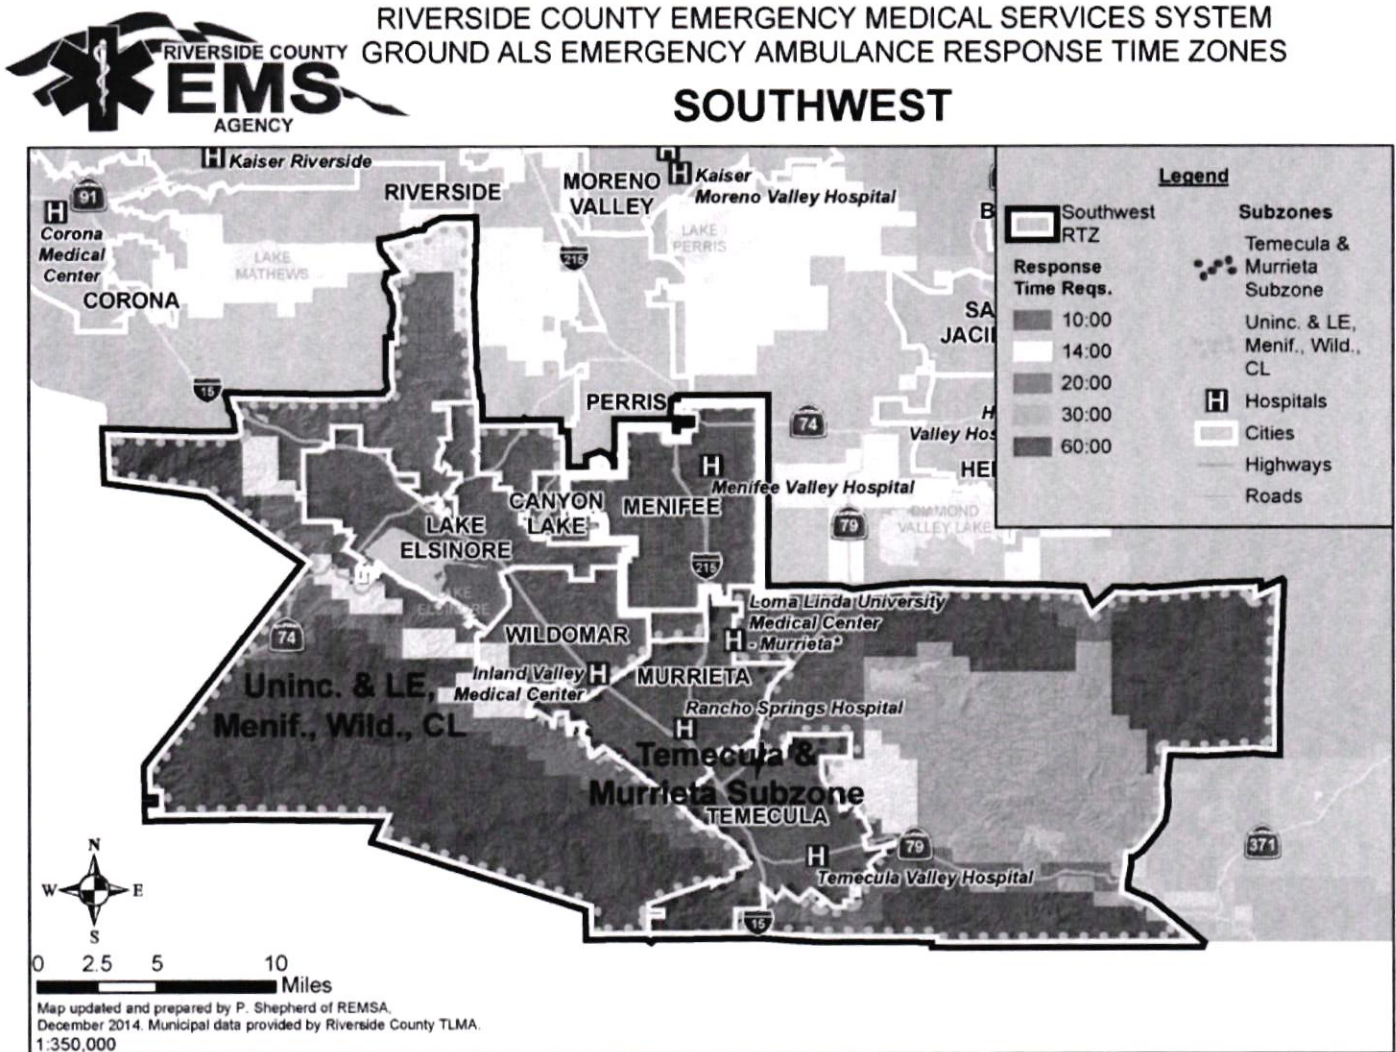 RIVERSIDE COUNTY EMERGENCY MEDICAL SERVICES SYSTEM
GROUND ALS EMERGENCY AMBULANCE RESPONSE TIME ZONES
SOUTHWEST
RIVERSIDE COUNTY
EMS
AGENCY
H Kaiser Riverside
91
H
Corona
Medical
Center
CORONA
RIVERSIDE
MORENO
VALLEY
H Kaiser
Moreno Valley Hospital
LAKE
MATHEWS
LAKE
PERRIS
215
15
PERRIS
74
B
SA
JACI
H
Valley Hos
HE
Legend
Southwest
RTZ
Response
Time Reqs.
10:00
14:00
20:00
30:00
60:00
Subzones
Temecula &
Murrieta
Subzone
Uninc. & LE,
Menif., Wild.,
CL
H Hospitals
Cities
Highways
Roads
H
Menifee Valley Hospital
CANYON
LAKE
MENIFEE
LAKE
ELSINORE
DIAMOND
VALLEY LAKE
79
215
LAKE
ELSINORE
Loma Linda University
Medical Center
H - Murrieta*
74
WILDOMAR
Inland Valley H
Medical Center
MURRIETA
Uninc. & LE,
Menif., Wild., CL
Rancho Springs Hospital
H
Temecula &
Murrieta Subzone
TEMECULA
79
371
H
Temecula Valley Hospital
15
N
W E
S
0 2.5 5 10
Miles
Map updated and prepared by P. Shepherd of REMSA,
December 2014. Municipal data provided by Riverside County TLMA.
1:350,000